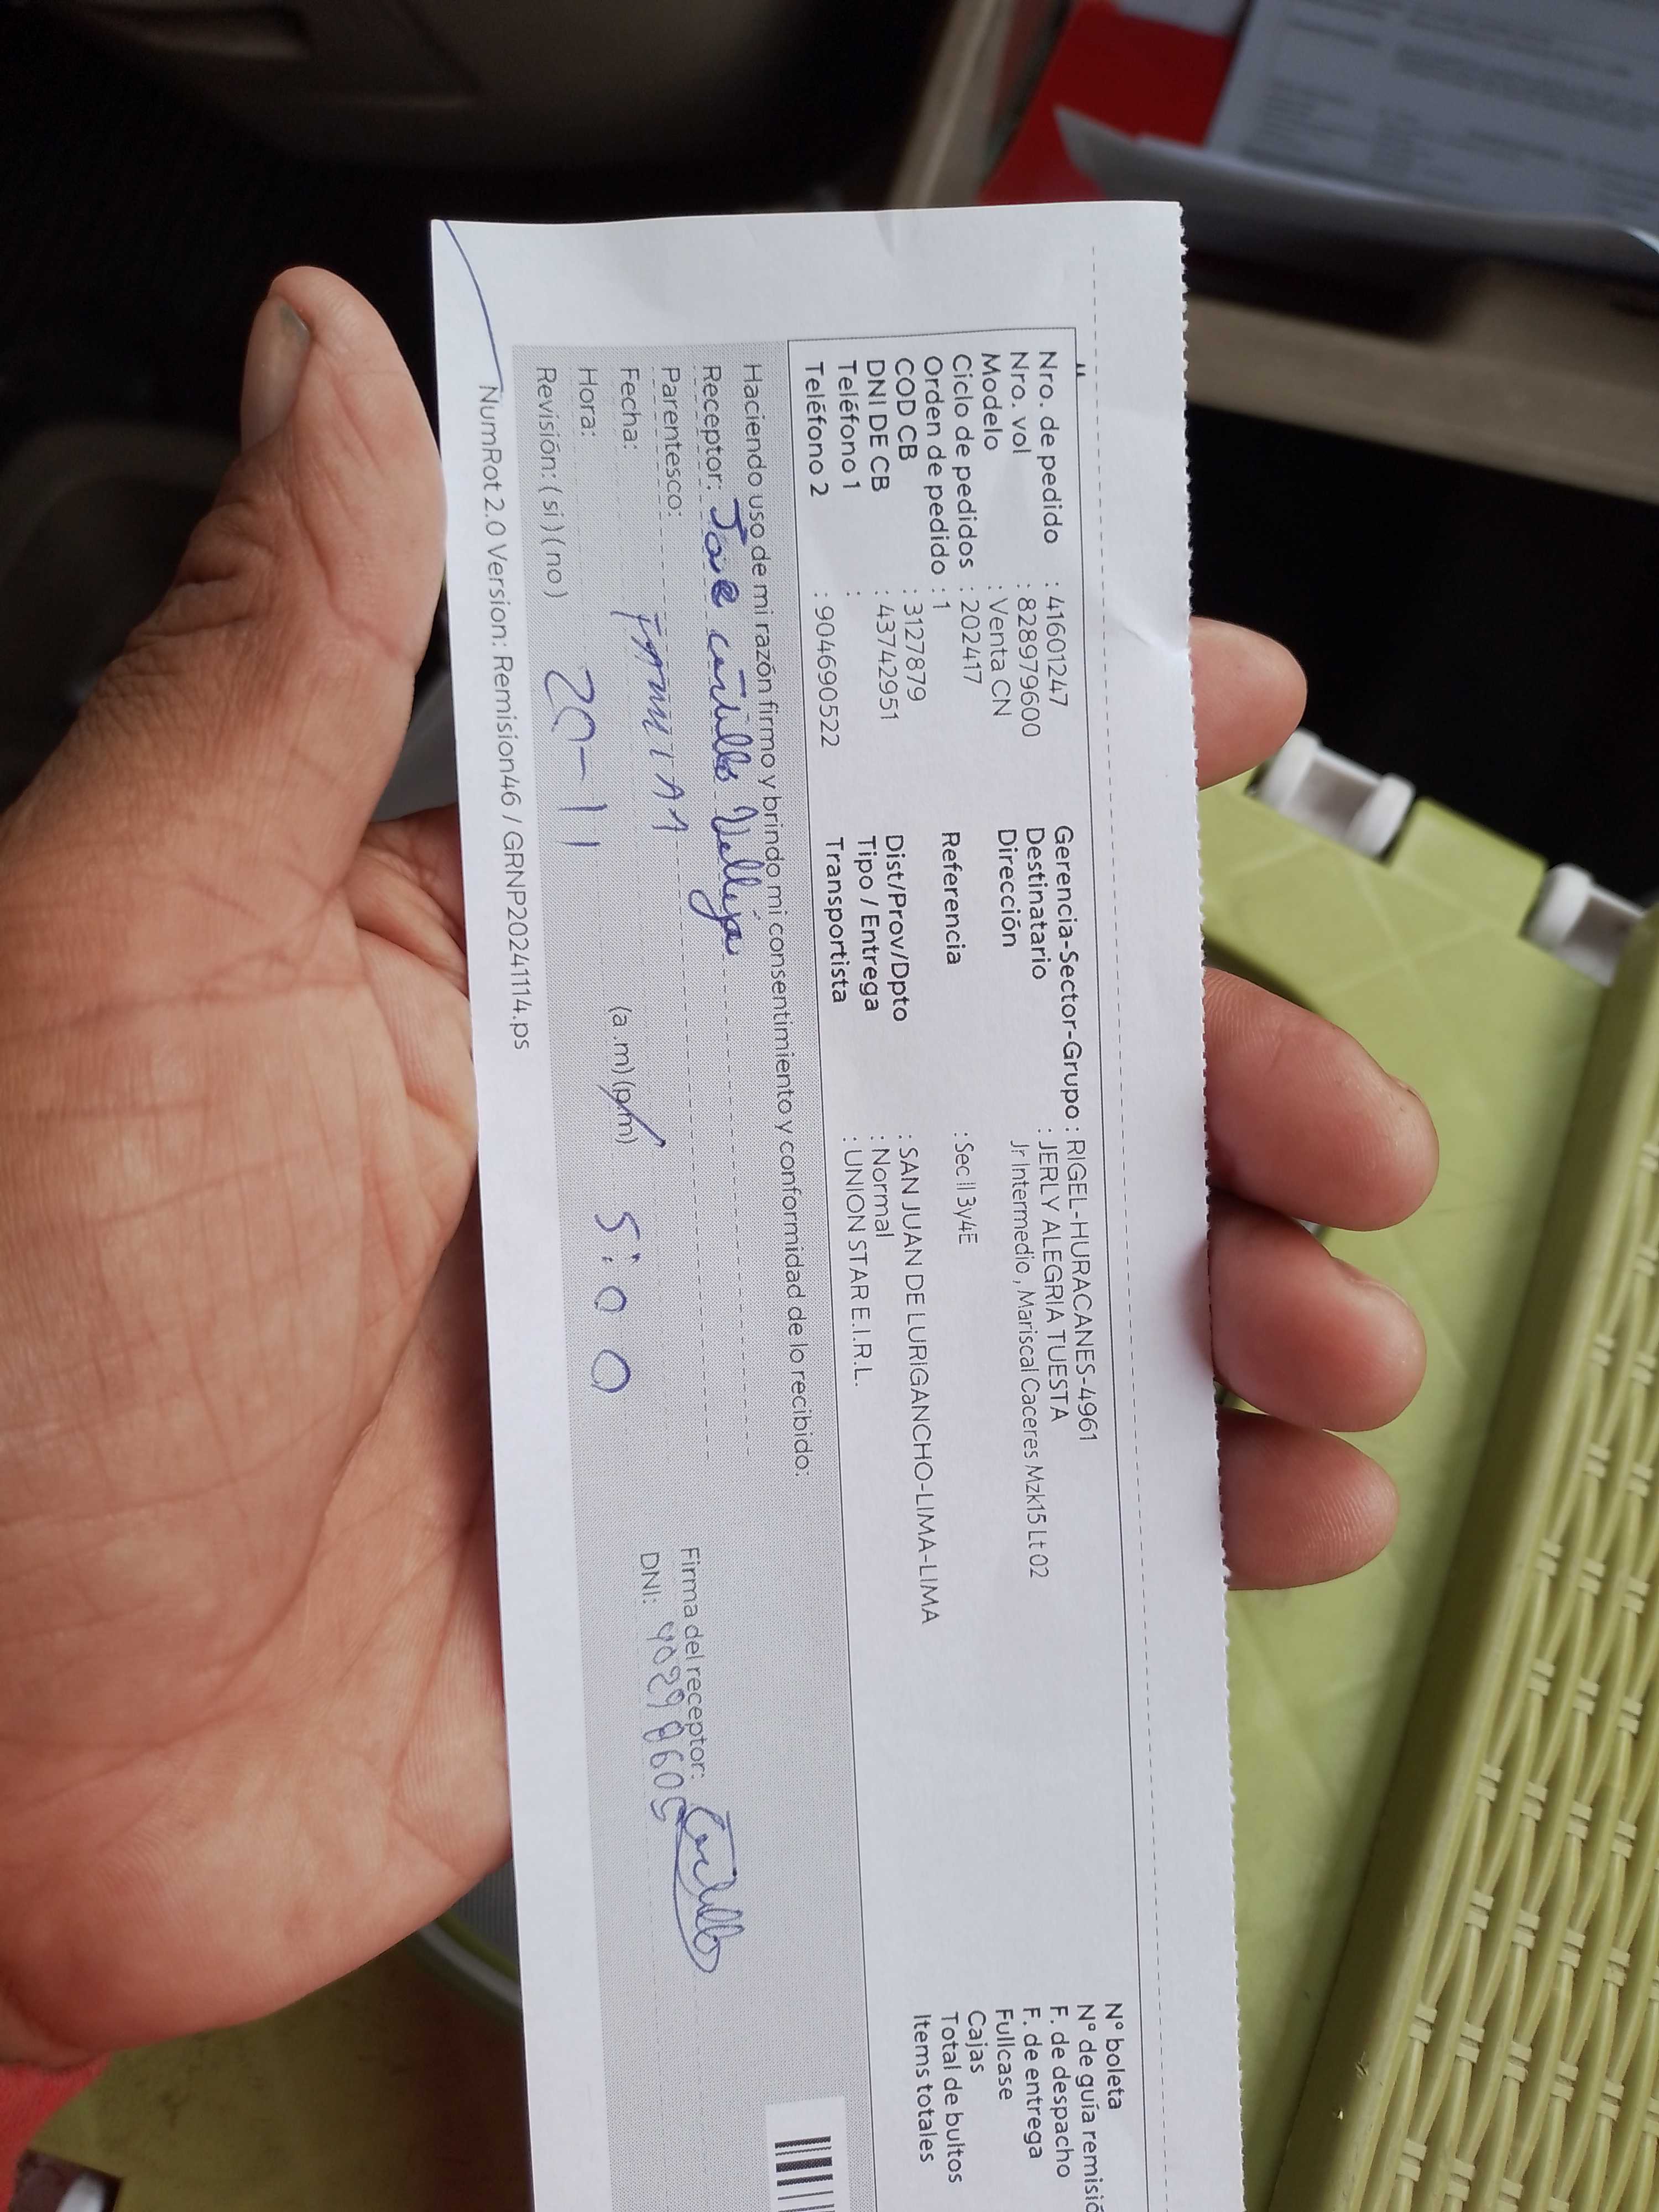 Nro. de pedido : 41601247
Nro. vol : 828979600
Modelo : Venta CN
Ciclo de pedidos : 202417
Orden de pedido : 1
COD CB : 3127879
DNI DE CB : 43742951
Teléfono 1 :
Teléfono 2 : 904690522
Gerencia-Sector-Grupo : RIGEL-HURACANES-4961
Destinatario : JERLY ALEGRIA TUESTA
Dirección Jr Intermedio , Mariscal Caceres Mzk15 Lt 02
Referencia : Sec II 3y4E
Dist/Prov/Dpto : SAN JUAN DE LURIGANCHO-LIMA-LIMA
Tipo / Entrega : Normal
Transportista : UNION STAR E.I.R.L.
N° boleta
N° de guía remisió
F. de despacho
F. de entrega
Fullcase
Cajas
Total de bultos
Items totales
Haciendo uso de mi razón firmo y brindo mi consentimiento y conformidad de lo recibido:
Receptor: Jose
Parentesco:
Fecha:
Hora: 20-11 (a .m) (p.m) 5:00
Revisión: ( si ) ( no )
Firma del receptor:
DNI:
NumRot 2.0 Version: Remision46 / GRNP20241114.ps